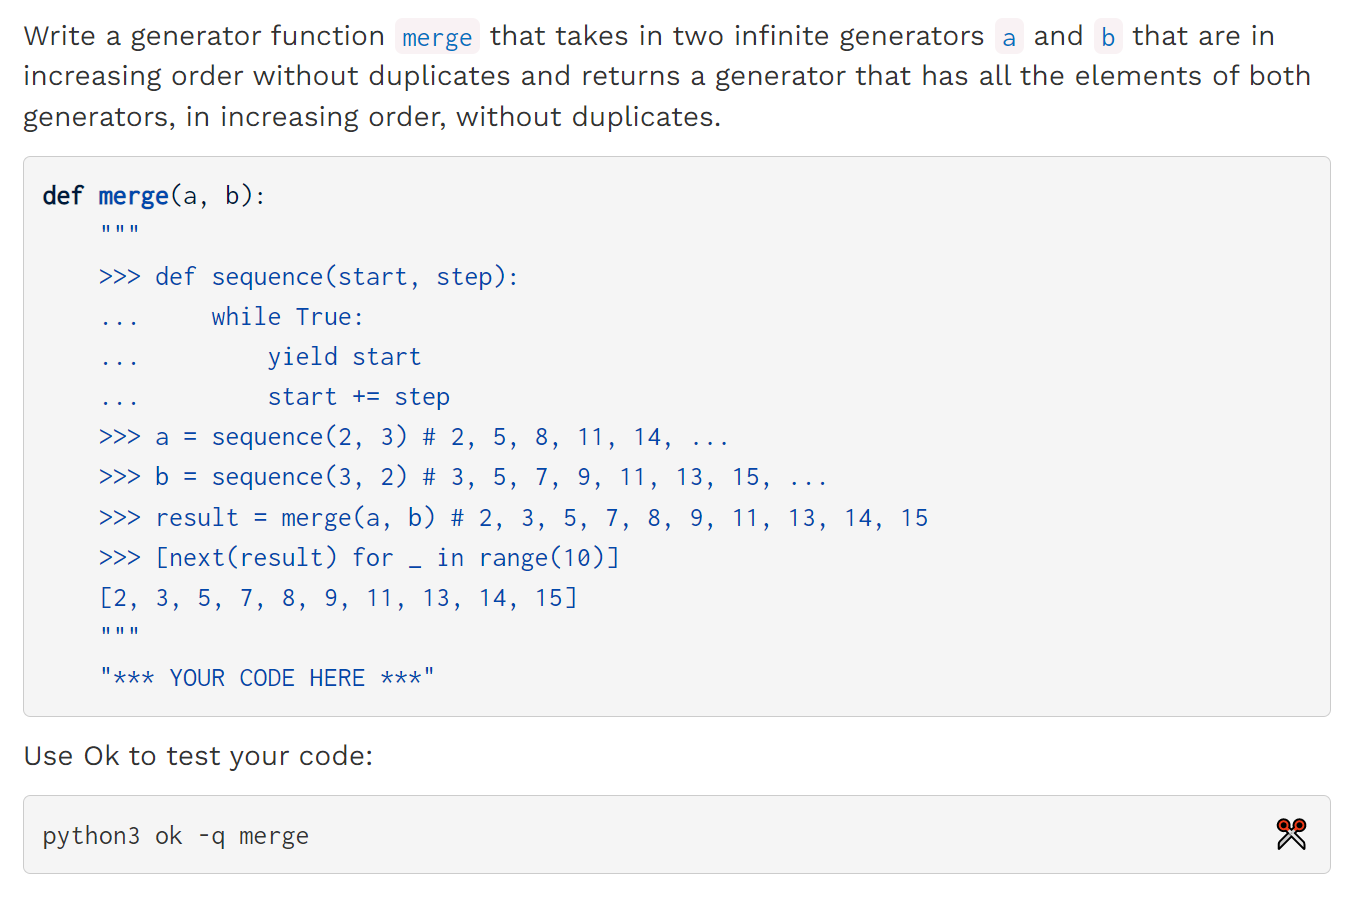 Write a generator function merge that takes in two infinite generators a and b that are in
increasing order without duplicates and returns a generator that has all the elements of both
generators, in increasing order, without duplicates.
def merge(a, b):
    """
    >>> def sequence(start, step):
    ...     while True:
    ...         yield start
    ...         start += step
    >>> a = sequence(2, 3) # 2, 5, 8, 11, 14, ...
    >>> b = sequence(3, 2) # 3, 5, 7, 9, 11, 13, 15, ...
    >>> result = merge(a, b) # 2, 3, 5, 7, 8, 9, 11, 13, 14, 15
    >>> [next(result) for _ in range(10)]
    [2, 3, 5, 7, 8, 9, 11, 13, 14, 15]
    """
    "*** YOUR CODE HERE ***"
Use Ok to test your code:
python3 ok -q merge